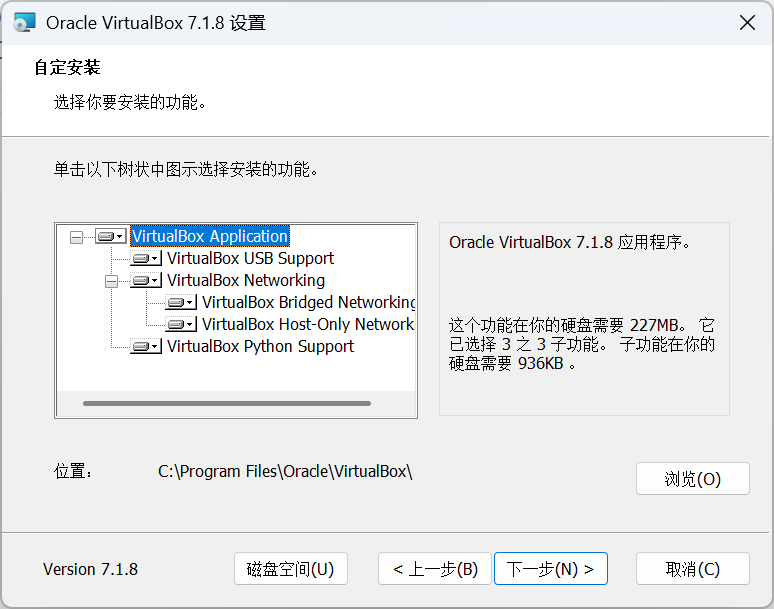 Oracle VirtualBox 7.1.8 设置
自定安装
选择你要安装的功能。
单击以下树状中图示选择安装的功能。
VirtualBox Application
VirtualBox USB Support
VirtualBox Networking
VirtualBox Bridged Networking
VirtualBox Host-Only Network
VirtualBox Python Support
Oracle VirtualBox 7.1.8 应用程序。
这个功能在你的硬盘需要 227MB。 它
已选择 3 之 3 子功能。 子功能在你的
硬盘需要 936KB 。
位置：
C:\Program Files\Oracle\VirtualBox\
浏览(O)
Version 7.1.8
磁盘空间(U)
< 上一步(B)
下一步(N) >
取消(C)